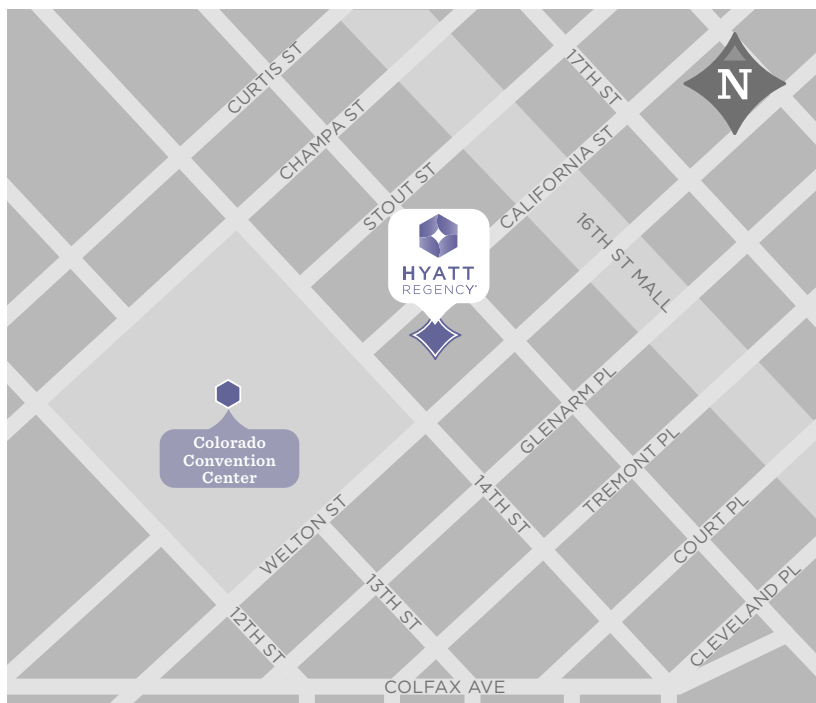 CURTIS ST
17TH ST
N
CHAMPA ST
STOUT ST
CALIFORNIA ST
16TH ST MALL
HYATT
REGENCY
GLENARM PL
Colorado
Convention
Center
TREMONT PL
14TH ST
WELTON ST
COURT PL
13TH ST
CLEVELAND PL
12TH ST
COLFAX AVE